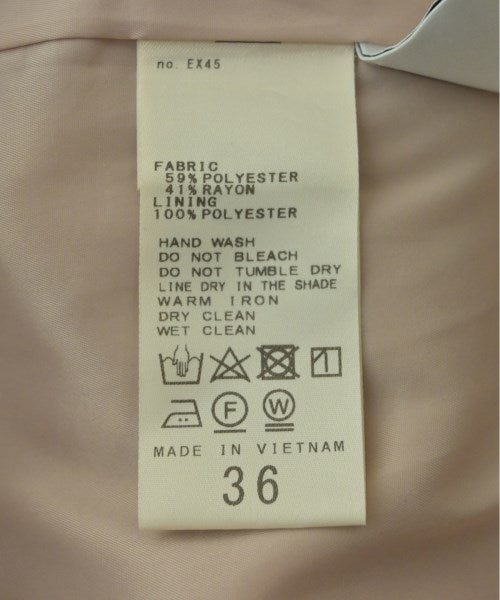 no. EX45
FABRIC
59% POLYESTER
41% RAYON
LINING
100% POLYESTER
HAND WASH
DO NOT BLEACH
DO NOT TUMBLE DRY
LINE DRY IN THE SHADE
WARM IRON
DRY CLEAN
WET CLEAN
F W
MADE IN VIETNAM
36